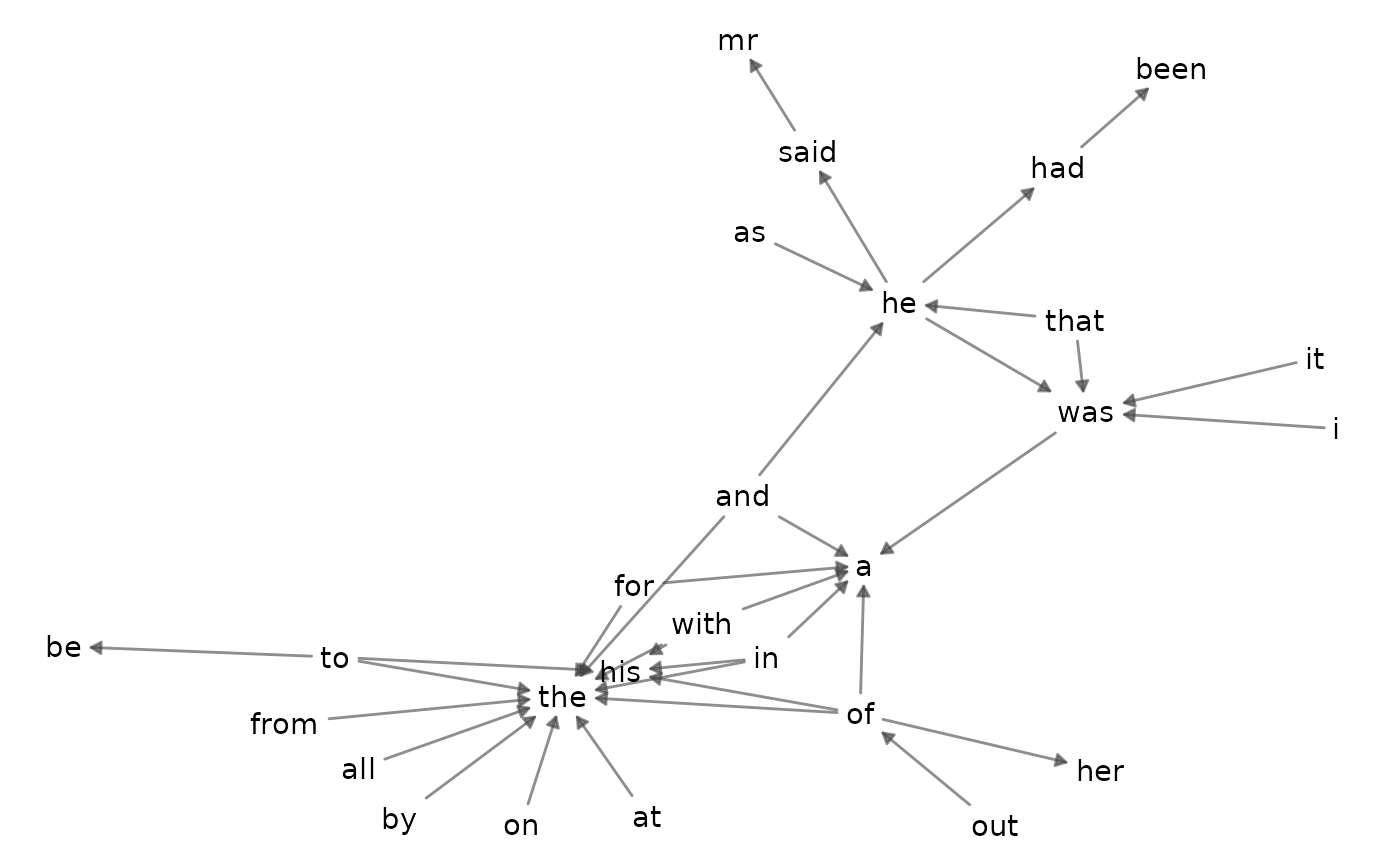 mr
been
said
had
as
he
that
it
was
i
and
a
for
with
be
to
his
in
the
from
of
all
her
by
on
at
out